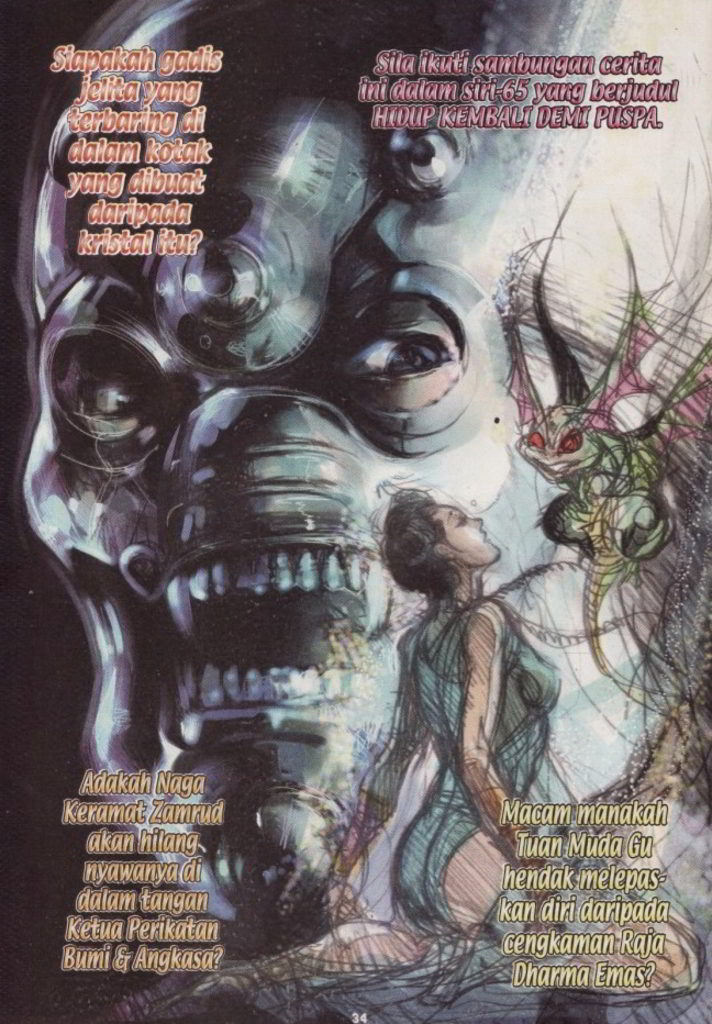 Siapakah gadis
jelita yang
terbaring di
dalam kotak
yang dibuat
daripada
kristal itu?
Sila ikuti sambungan cerita
ini dalam siri-65 yang berjudul
HIDUP KEMBALI DEMI PUSPA.
Adakah Naga
Keramat Zamrud
akan hilang
nyawanya di
dalam tangan
Ketua Perikatan
Bumi & Angkasa?
Macam manakah
Tuan Muda Gu
hendak melepas-
kan diri daripada
cengkaman Raja
Dharma Emas?
34